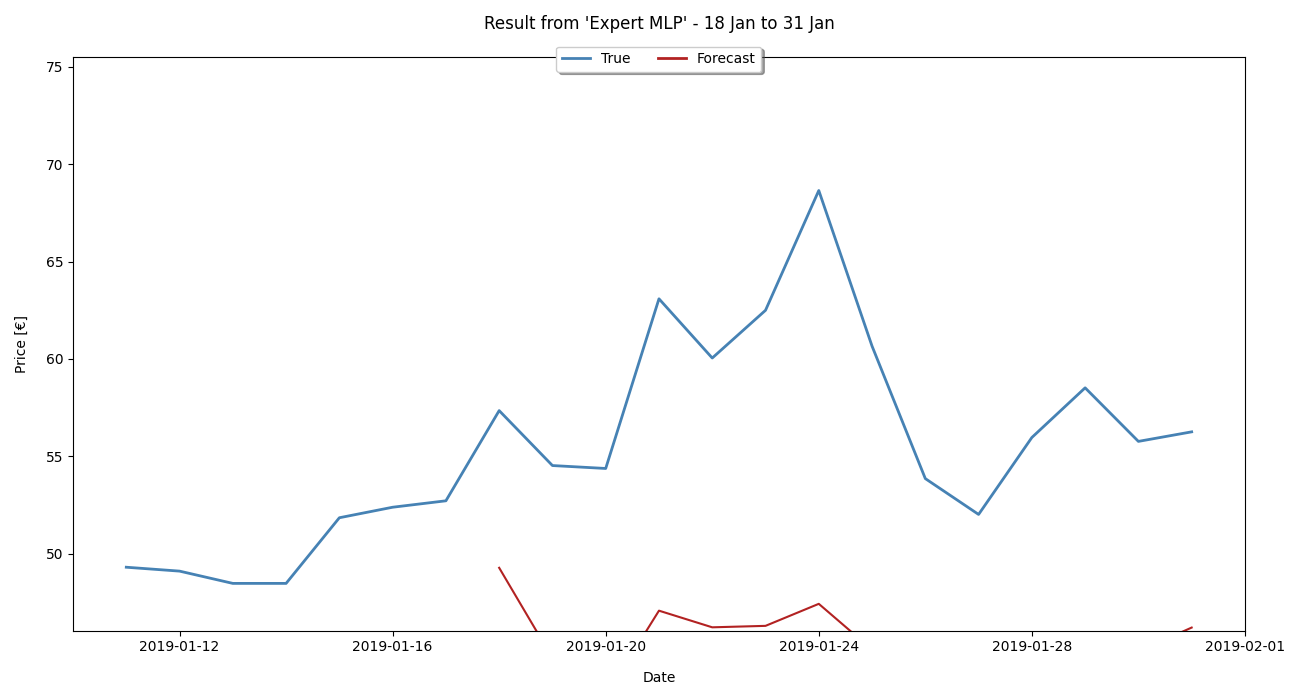 Result from 'Expert MLP' - 18 Jan to 31 Jan
True Forecast
75
70
65
60
55
50
Price [€]
2019-01-12 2019-01-16 2019-01-20 2019-01-24 2019-01-28 2019-02-01
Date